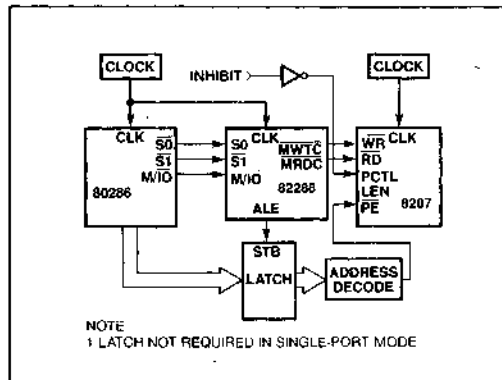 CLOCK
INHIBIT
CLOCK
CLK
S0
S1
M/IO
80286
S0
S1
M/IO
CLK
MWTC
MRDC
82288
ALE
WR
CLK
RD
PCTL
LEN
PE
8207
STB
LATCH
ADDRESS
DECODE
NOTE
1 LATCH NOT REQUIRED IN SINGLE-PORT MODE